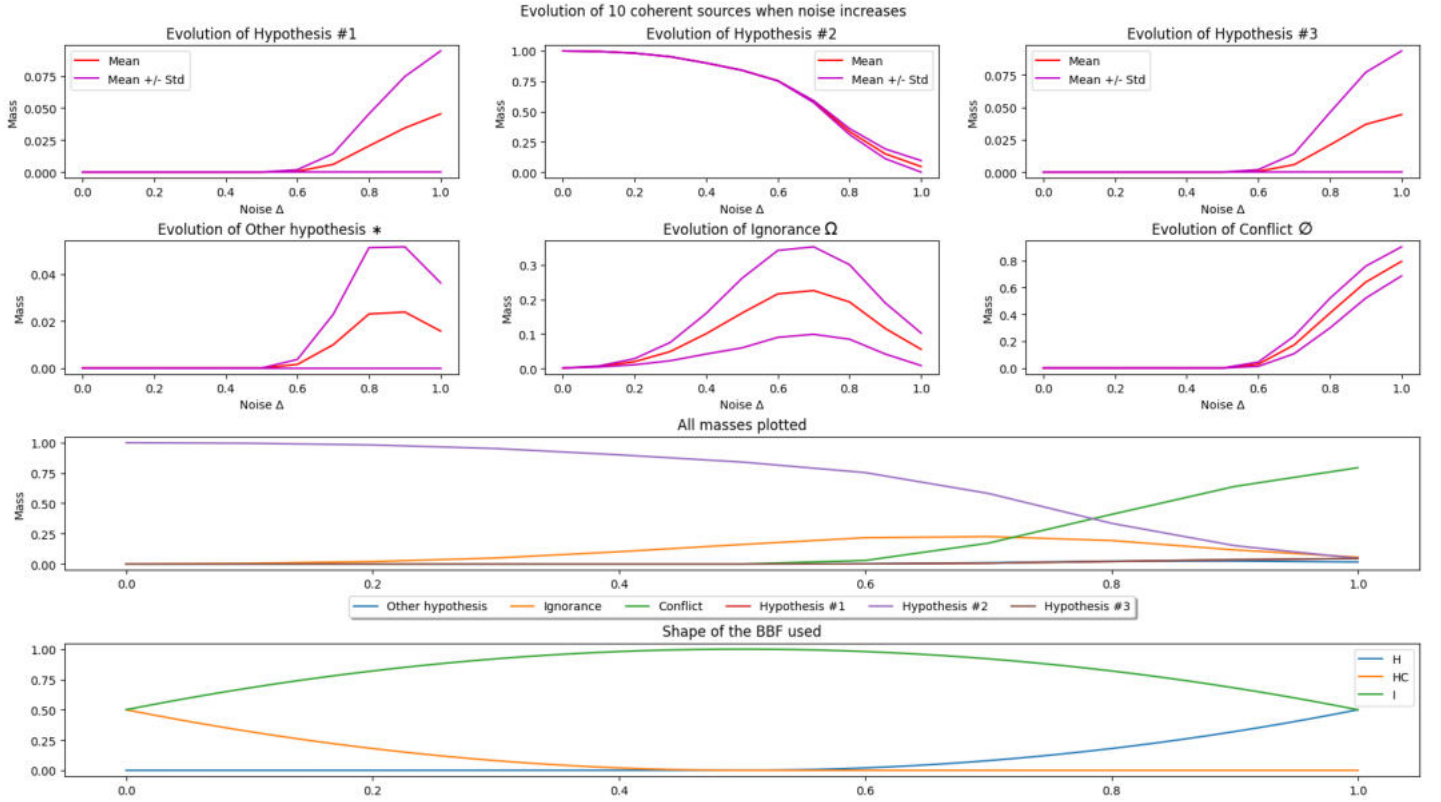 Evolution of 10 coherent sources when noise increases
Evolution of Hypothesis #1
Mass
0.075
0.050
0.025
0.000
Mean
Mean +/- Std
0.0 0.2 0.4 0.6 0.8 1.0
Noise Δ
Evolution of Hypothesis #2
Mass
1.00
0.75
0.50
0.25
0.00
Mean
Mean +/- Std
0.0 0.2 0.4 0.6 0.8 1.0
Noise Δ
Evolution of Hypothesis #3
Mass
0.075
0.050
0.025
0.000
Mean
Mean +/- Std
0.0 0.2 0.4 0.6 0.8 1.0
Noise Δ
Evolution of Other hypothesis ∗
Mass
0.04
0.02
0.00
0.0 0.2 0.4 0.6 0.8 1.0
Noise Δ
Evolution of Ignorance Ω
Mass
0.3
0.2
0.1
0.0
0.0 0.2 0.4 0.6 0.8 1.0
Noise Δ
Evolution of Conflict ∅
Mass
0.8
0.6
0.4
0.2
0.0
0.0 0.2 0.4 0.6 0.8 1.0
Noise Δ
All masses plotted
Mass
1.00
0.75
0.50
0.25
0.00
0.0 0.2 0.4 0.6 0.8 1.0
Other hypothesis Ignorance Conflict Hypothesis #1 Hypothesis #2 Hypothesis #3
Shape of the BBF used
1.00
0.75
0.50
0.25
0.00
H
HC
I
0.0 0.2 0.4 0.6 0.8 1.0